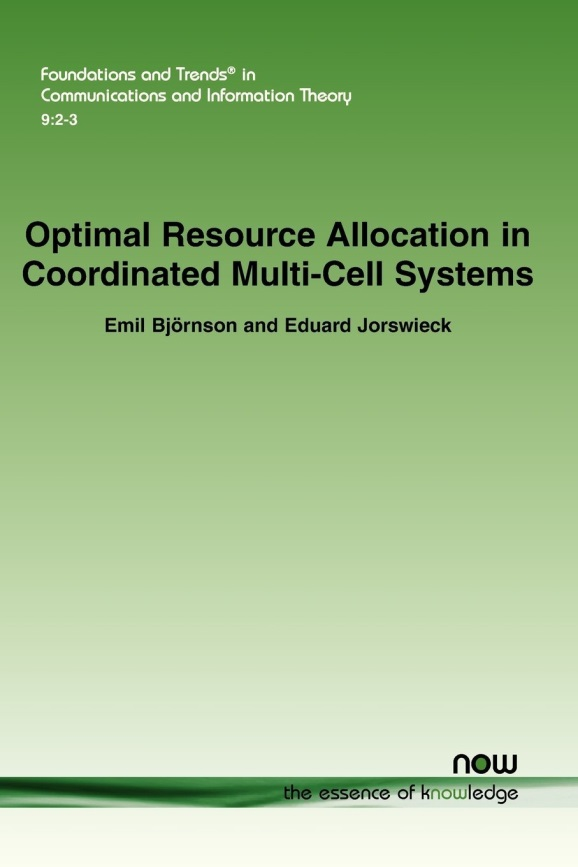 Foundations and Trends® in
Communications and Information Theory
9:2-3
Optimal Resource Allocation in
Coordinated Multi-Cell Systems
Emil Björnson and Eduard Jorswieck
now
the essence of knowledge